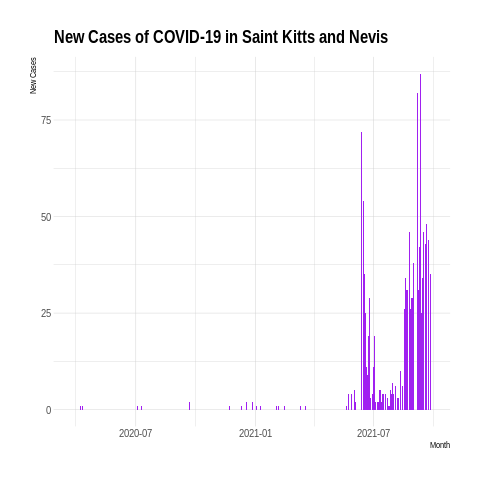 New Cases of COVID-19 in Saint Kitts and Nevis
New Cases
75
50
25
0
2020-07 2021-01 2021-07
Month